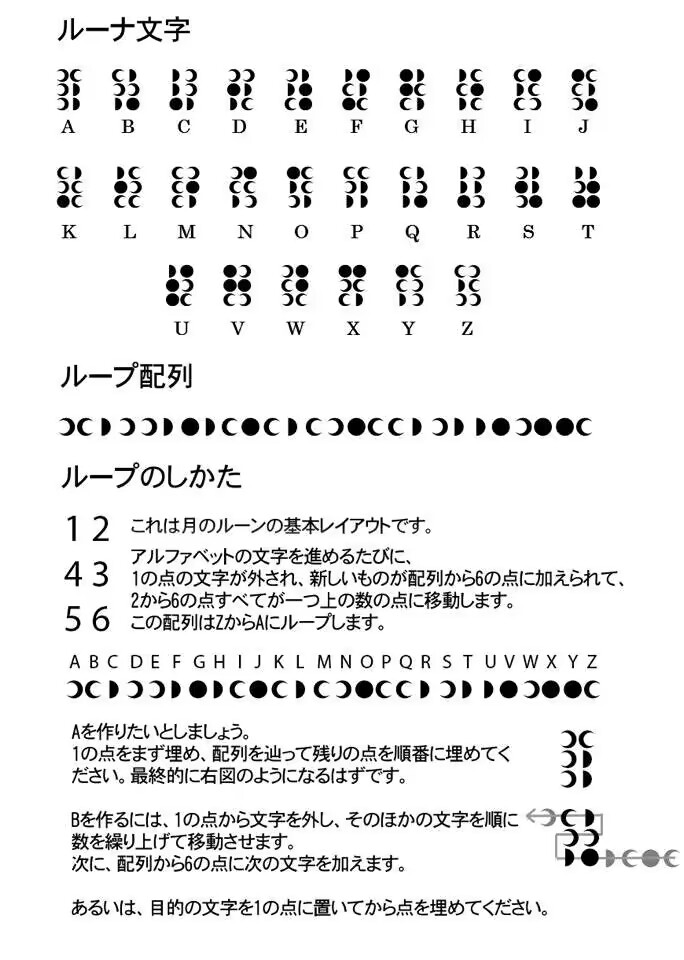 ルーナ文字
A B C D E F G H I J
K L M N O P Q R S T
U V W X Y Z
ループ配列
ループのしかた
1 2
4 3
5 6
これは月のルーンの基本レイアウトです。
アルファベットの文字を進めるたびに、
1の点の文字が外され、新しいものが配列から6の点に加えられて、
2から6の点すべてが一つ上の数の点に移動します。
この配列はZからAにループします。
A B C D E F G H I J K L M N O P Q R S T U V W X Y Z
Aを作りたいとしましょう。
1の点をまず埋め、配列を辿って残りの点を順番に埋めてく
ださい。最終的に右図のようになるはずです。
Bを作るには、1の点から文字を外し、そのほかの文字を順に
数を繰り上げて移動させます。
次に、配列から6の点に次の文字を加えます。
あるいは、目的の文字を1の点に置いてから点を埋めてください。